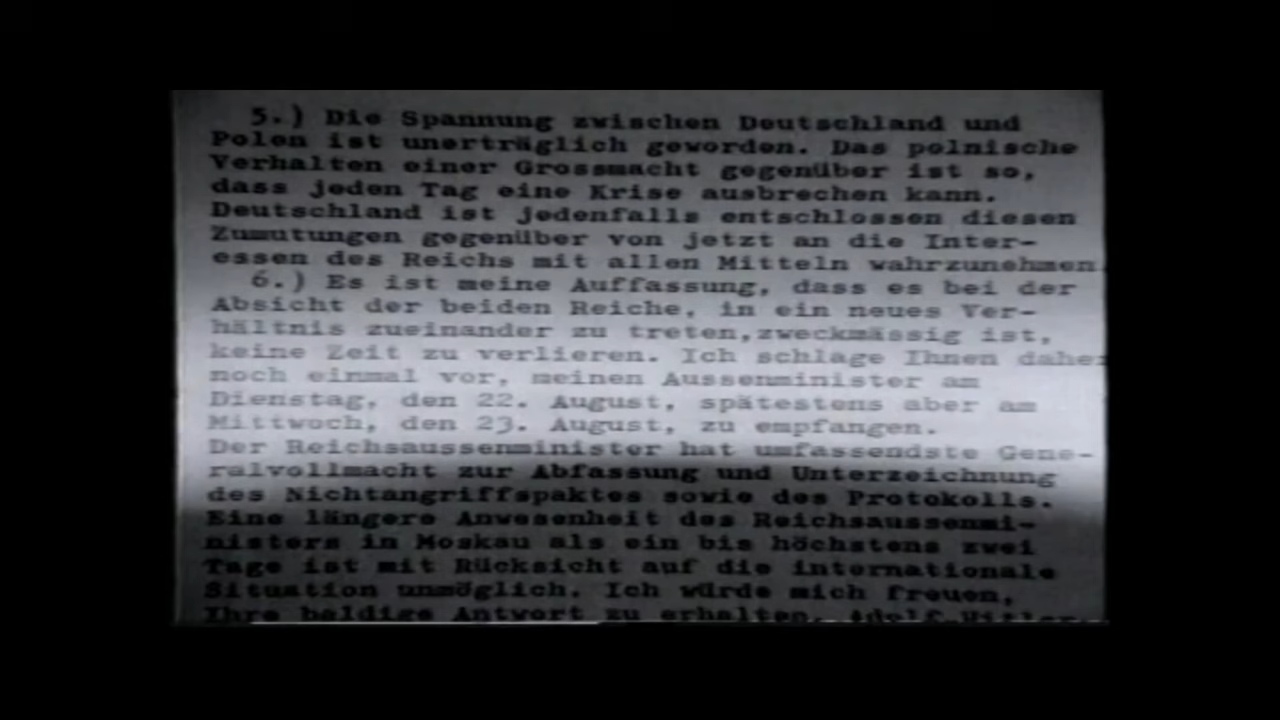 5.) Die Spannung zwischen Deutschland und
Polen ist unerträglich geworden. Das polnische
Verhalten einer Grossmacht gegenüber ist so,
dass jeden Tag eine Krise ausbrechen kann.
Deutschland ist jedenfalls entschlossen diesen
Zumutungen gegenüber von jetzt an die Inter-
essen des Reichs mit allen Mitteln wahrzunehmen
6.) Es ist meine Auffassung, dass es bei der
Absicht der beiden Reiche, in ein neues Ver-
hältnis zueinander zu treten,zweckmässig ist,
keine Zeit zu verlieren. Ich schlage Ihnen daher
noch einmal vor, meinen Aussenminister am
Dienstag, den 22. August, spätestens aber am
Mittwoch, den 23. August, zu empfangen.
Der Reichsaussenminister hat umfassendste Gene-
ralvollmacht zur Abfassung und Unterzeichnung
des Nichtangriffspaktes sowie des Protokolls.
Eine längere Anwesenheit des Reichsaussenmi-
nisters in Moskau als ein bis höchstens zwei
Tage ist mit Rücksicht auf die internationale
Situation unmöglich. Ich würde mich freuen,
Ihre baldige Antwort zu erhalten. Adolf Hitler